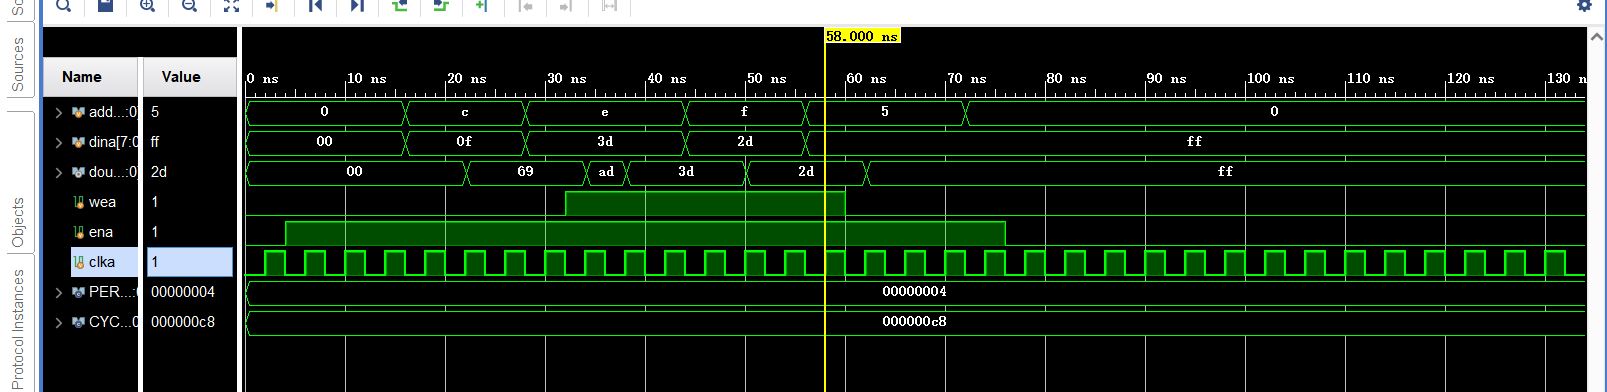 58.000 ns
Name Value
0 ns 10 ns 20 ns 30 ns 40 ns 50 ns 60 ns 70 ns 80 ns 90 ns 100 ns 110 ns 120 ns 130 n
add...:0] 5 0 c e f 5 0
dina[7:0 ff 00 0f 3d 2d ff
dou...:0] 2d 00 69 ad 3d 2d ff
wea 1
ena 1
clka 1
PER...:0 00000004 00000004
CYC...0 000000c8 000000c8
Sources
Objects
Protocol Instances